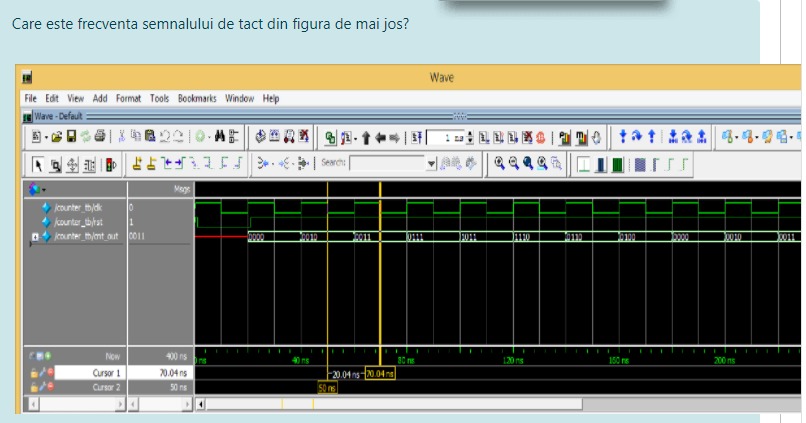 Care este frecventa semnalului de tact din figura de mai jos?
Wave
File Edit View Add Format Tools Bookmarks Window Help
Wave - Default
1 ns
Search:
Msgs
/counter_tb/clk 0
/counter_tb/rst 1
/counter_tb/cnt_out 0011 0000 0010 0011 0111 1011 1110 0110 0100 0000 0010 0011
Now 400 ns ns 40 ns 80 ns 120 ns 160 ns 200 ns
Cursor 1 70.04 ns 20.04 ns 70.04 ns
Cursor 2 50 ns 50 ns